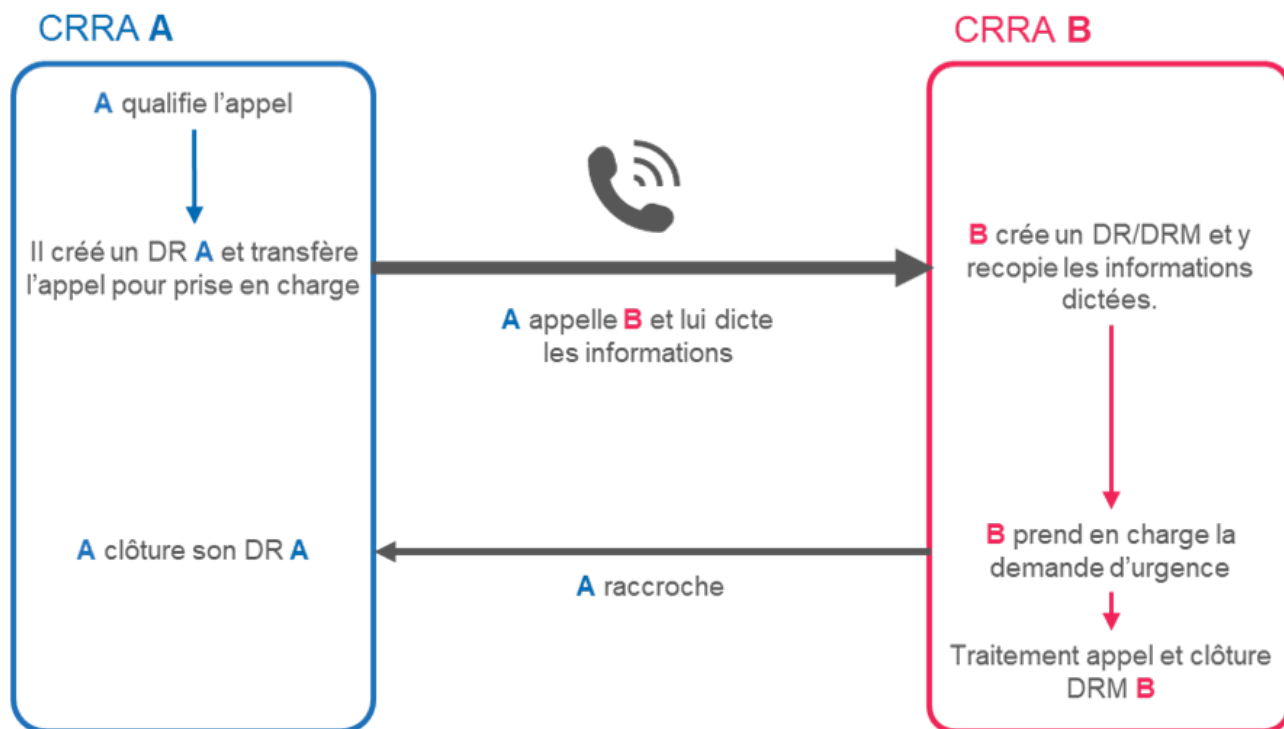 CRRA A
CRRA B
A qualifie l'appel
Il créé un DR A et transfère
l'appel pour prise en charge
A appelle B et lui dicte
les informations
B crée un DR/DRM et y
recopie les informations
dictées.
B prend en charge la
demande d'urgence
A raccroche
A clôture son DR A
Traitement appel et clôture
DRM B